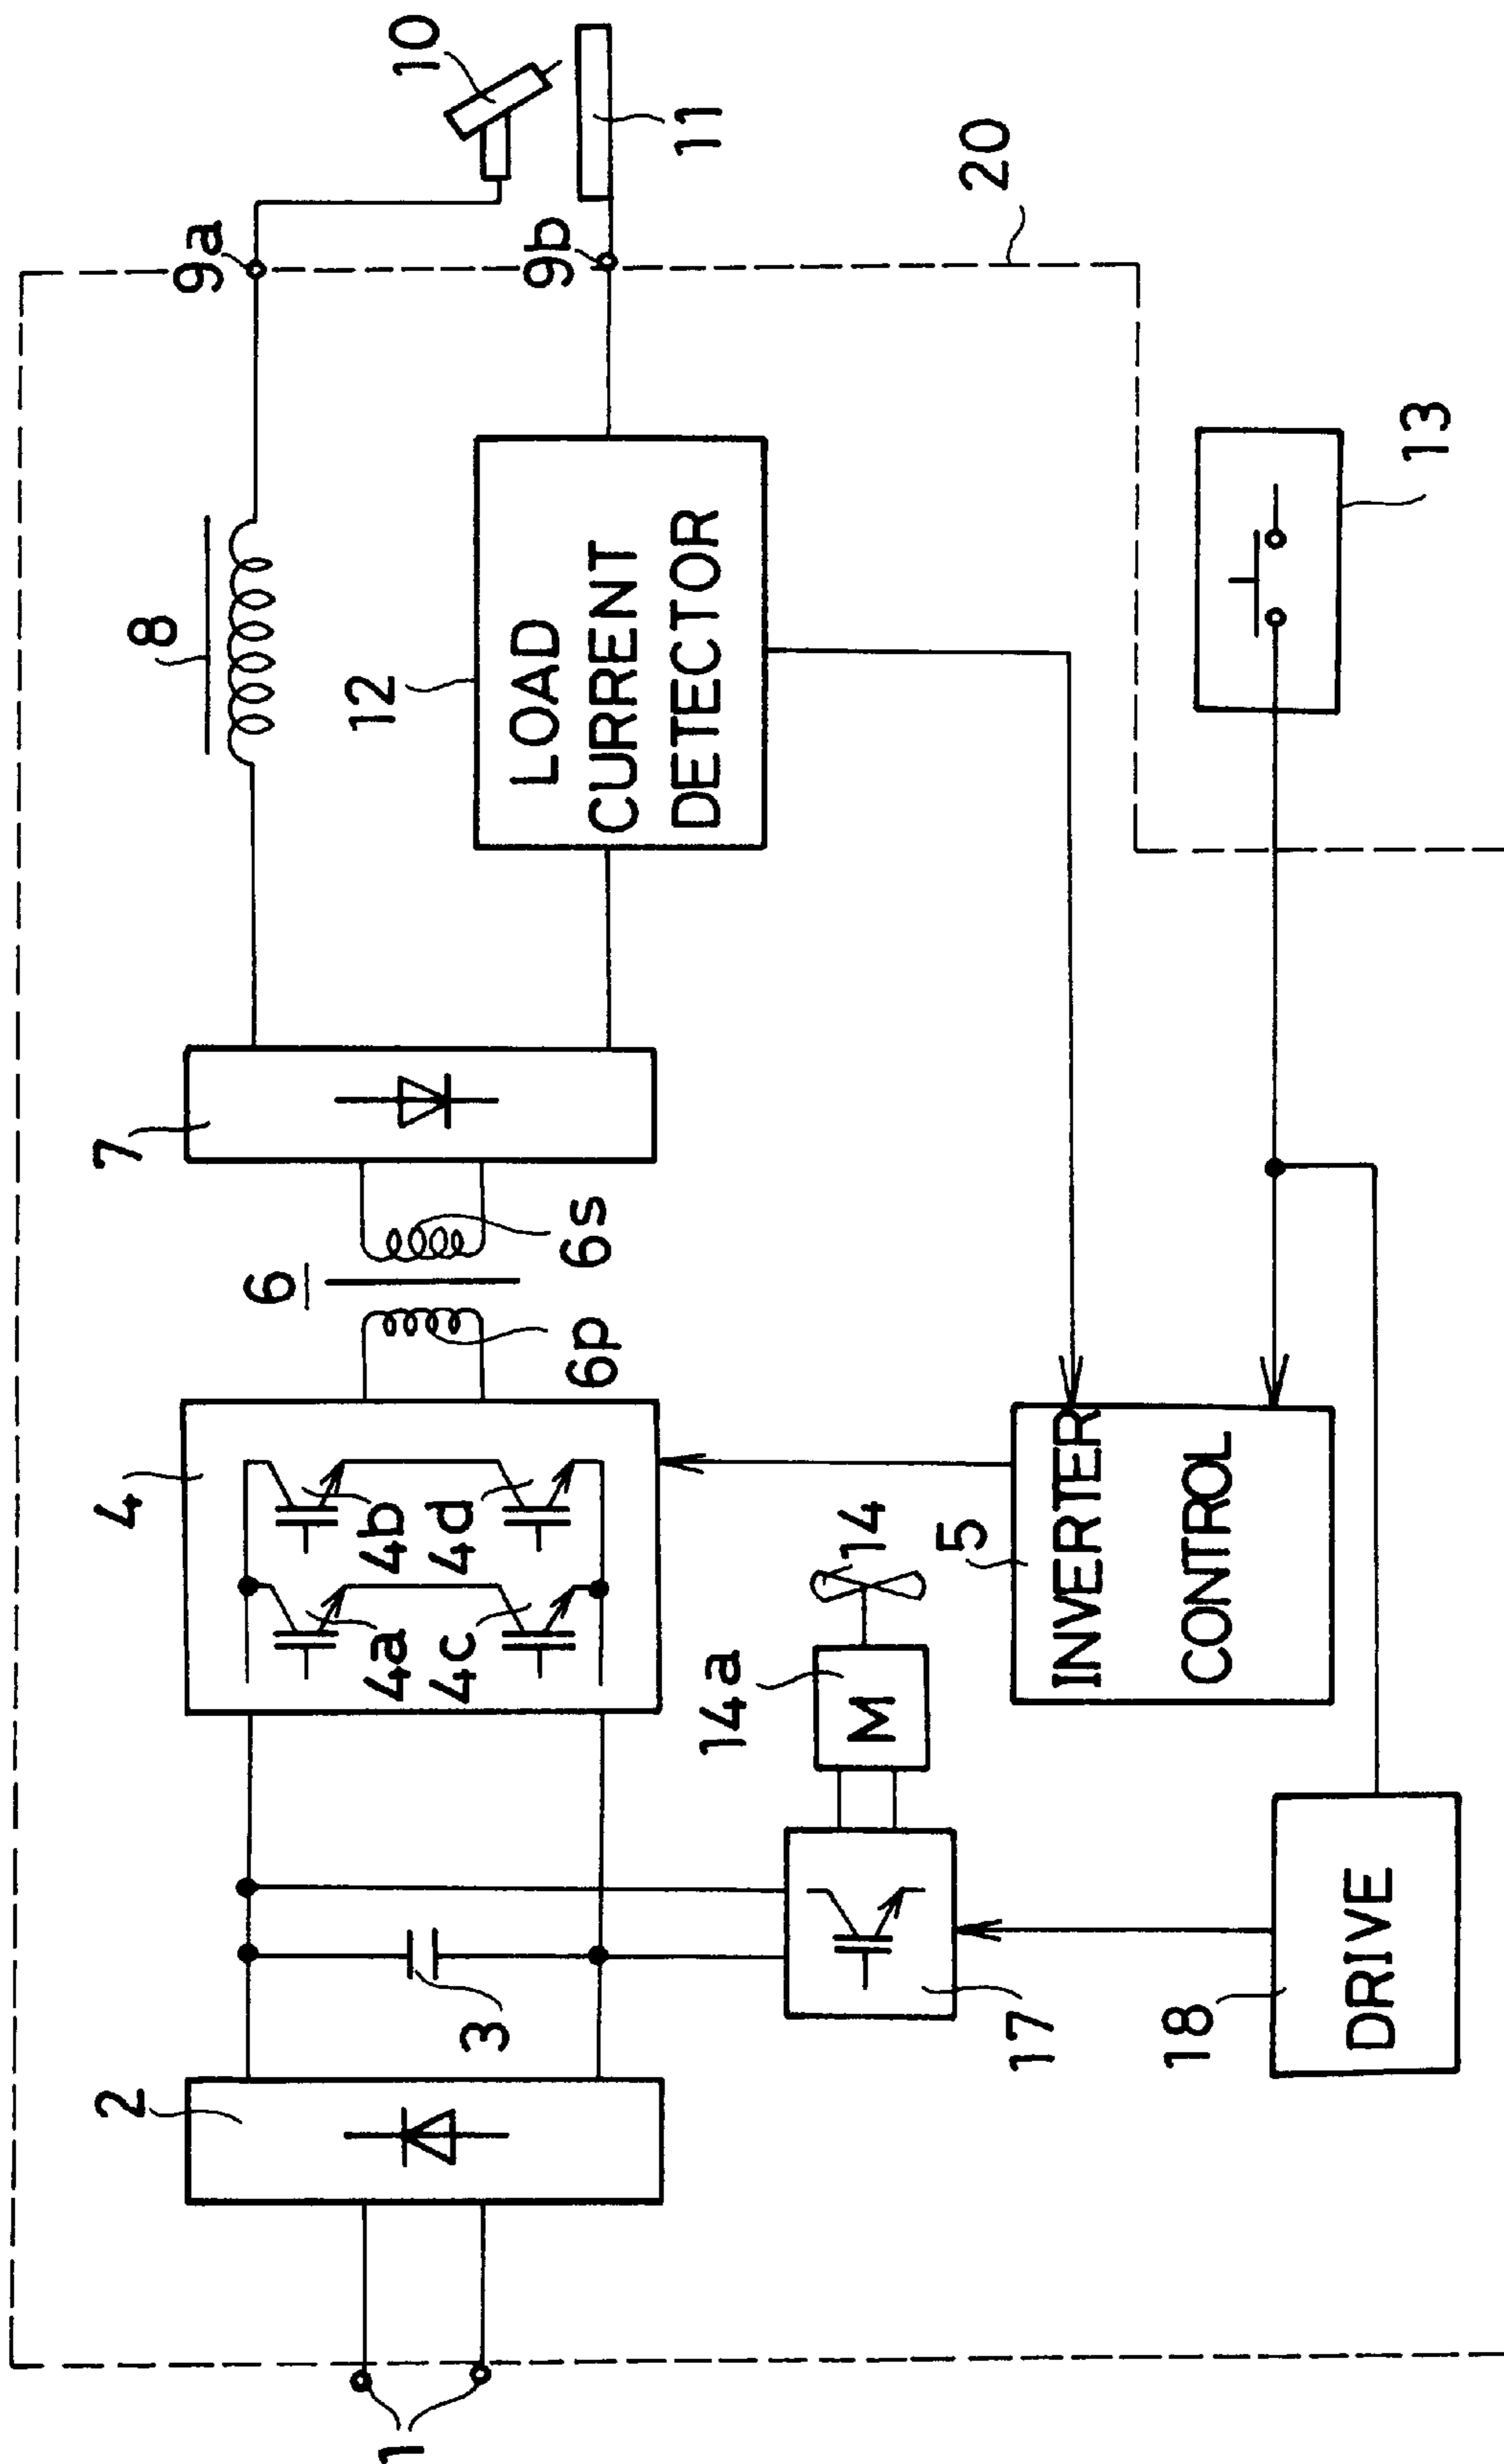 1
2
3
4
4a
4b
4c
4d
6
6p
6s
7
8
9a
9b
10
11
12
LOAD
CURRENT
DETECTOR
20
13
14
14a
M
5
INVERTER
CONTROL
17
18
DRIVE